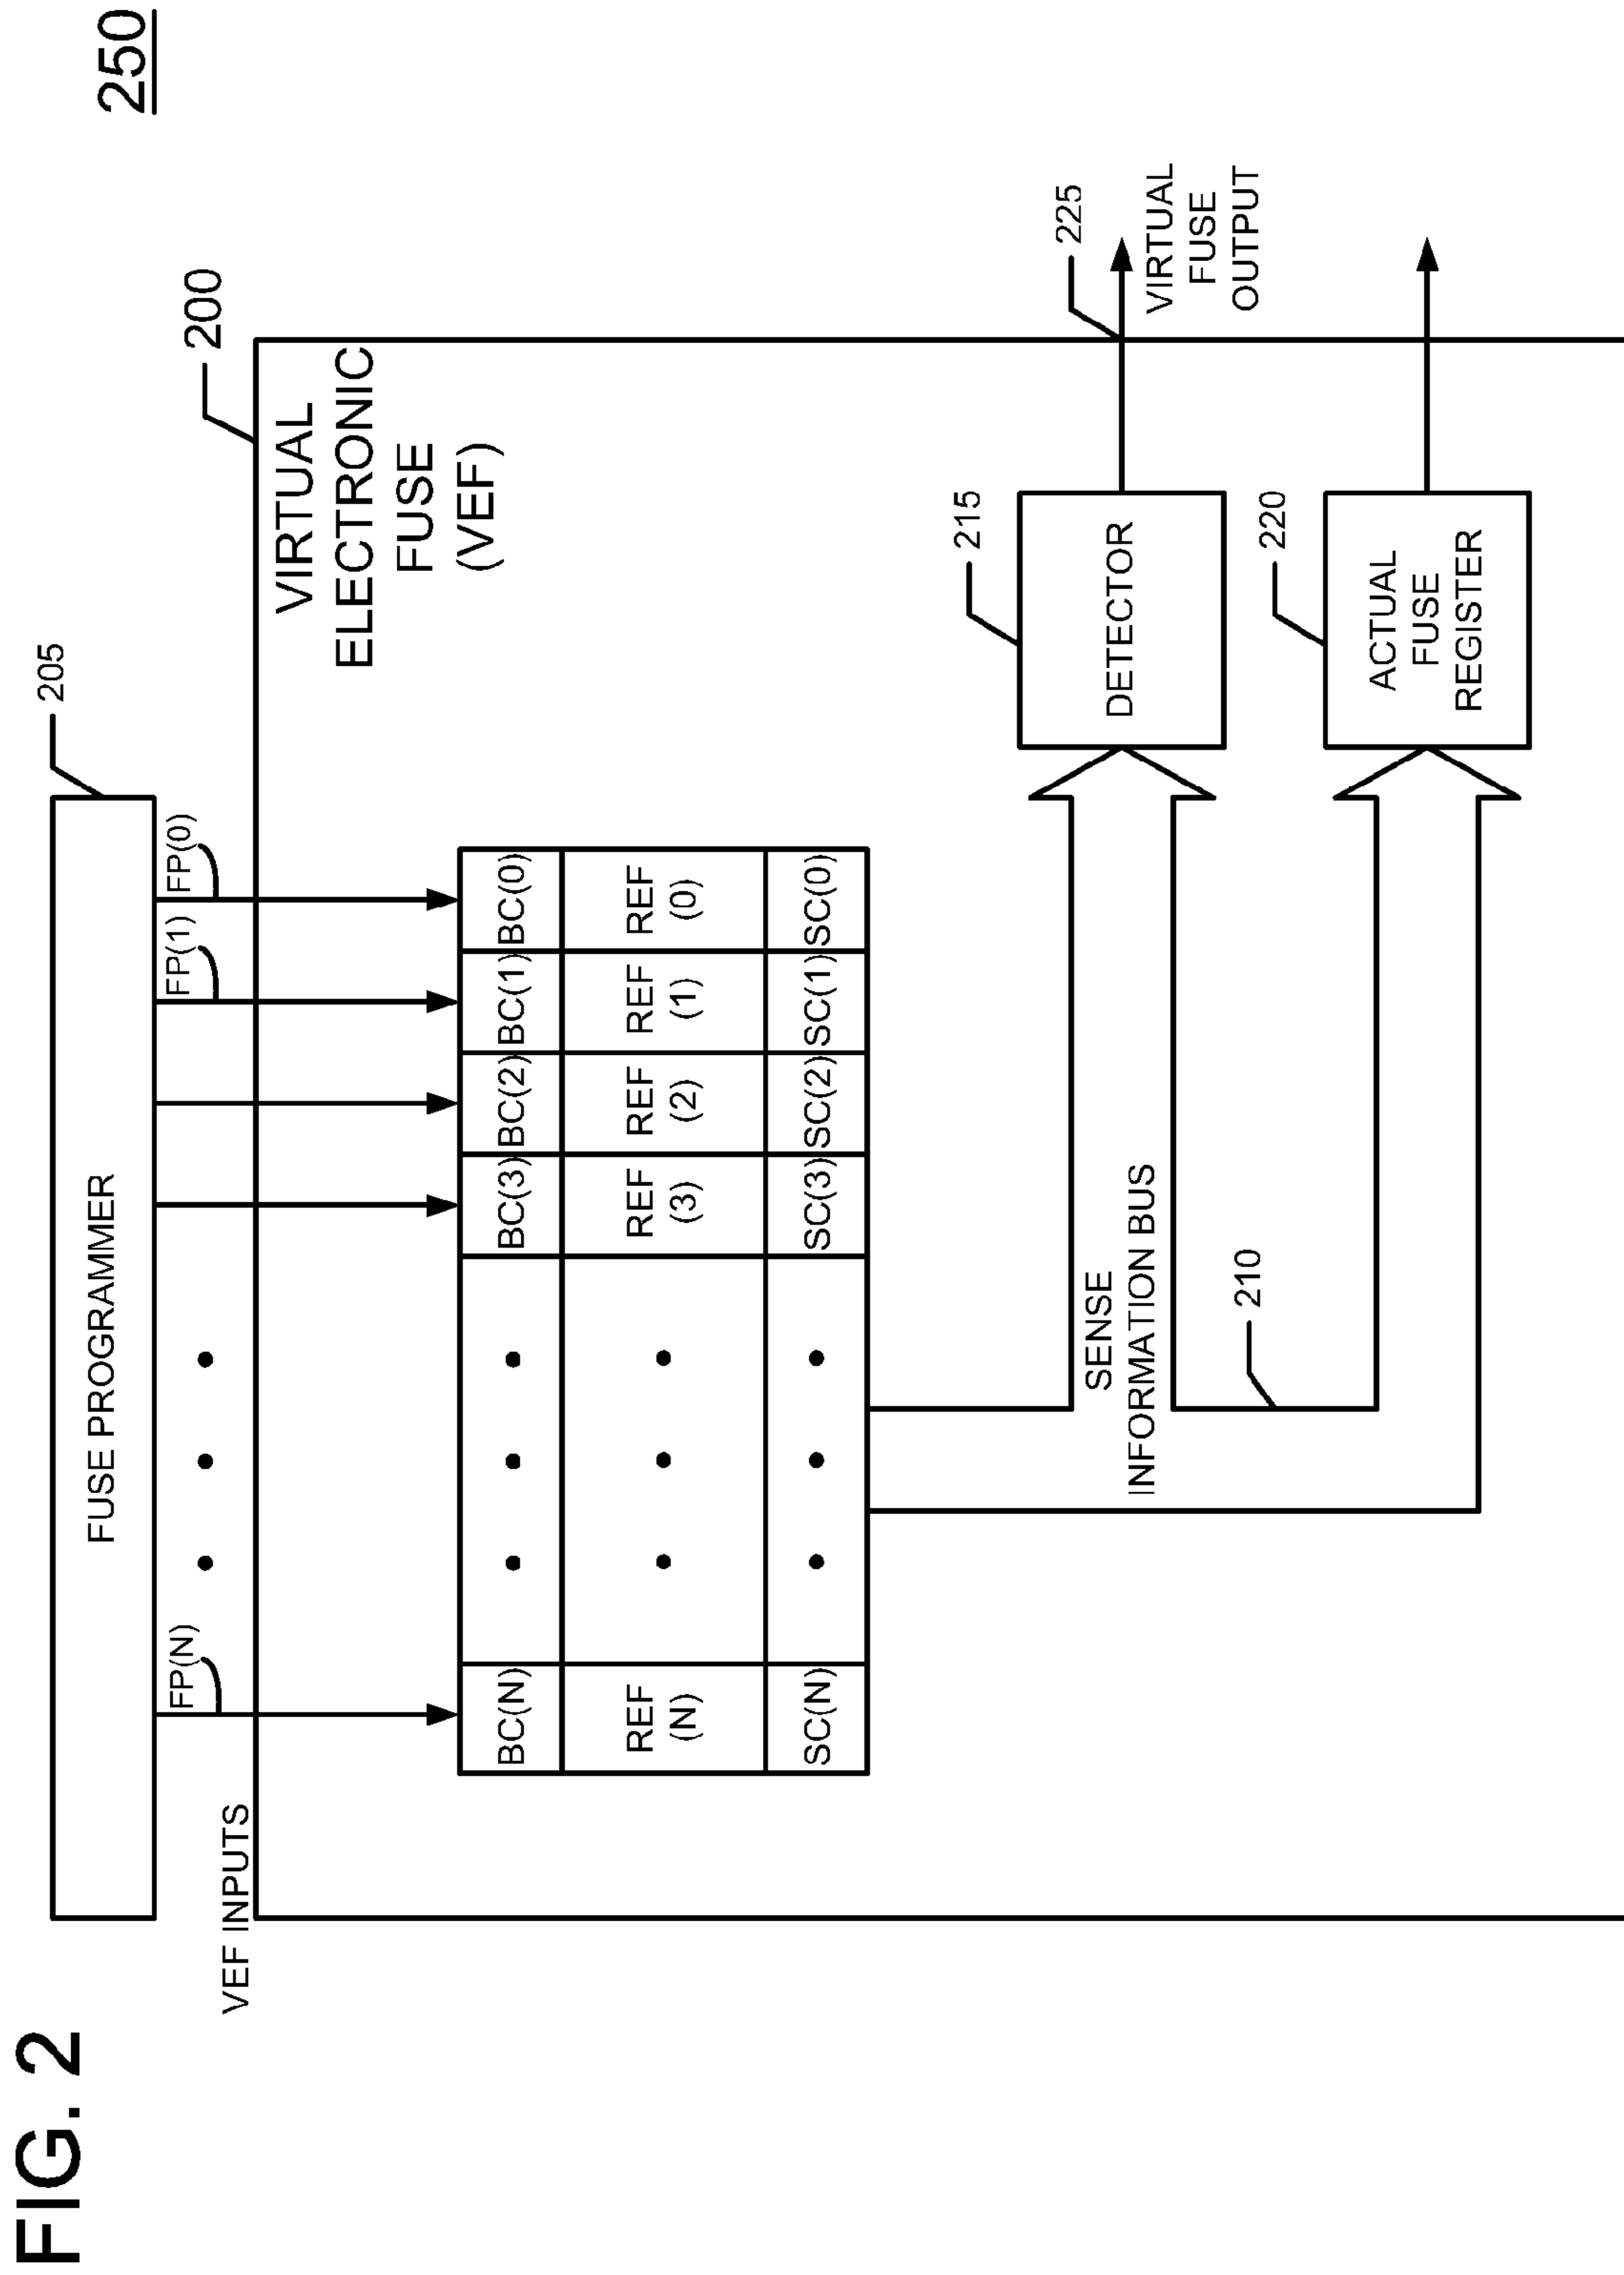 FIG. 2
250
FUSE PROGRAMMER
205
VEF INPUTS
FP(N)
FP(1)
FP(0)
200
VIRTUAL
ELECTRONIC
FUSE
(VEF)
BC(N)
BC(3)
BC(2)
BC(1)
BC(0)
REF
(N)
REF
(3)
REF
(2)
REF
(1)
REF
(0)
SC(N)
SC(3)
SC(2)
SC(1)
SC(0)
SENSE
INFORMATION BUS
210
215
DETECTOR
225
VIRTUAL
FUSE
OUTPUT
220
ACTUAL
FUSE
REGISTER